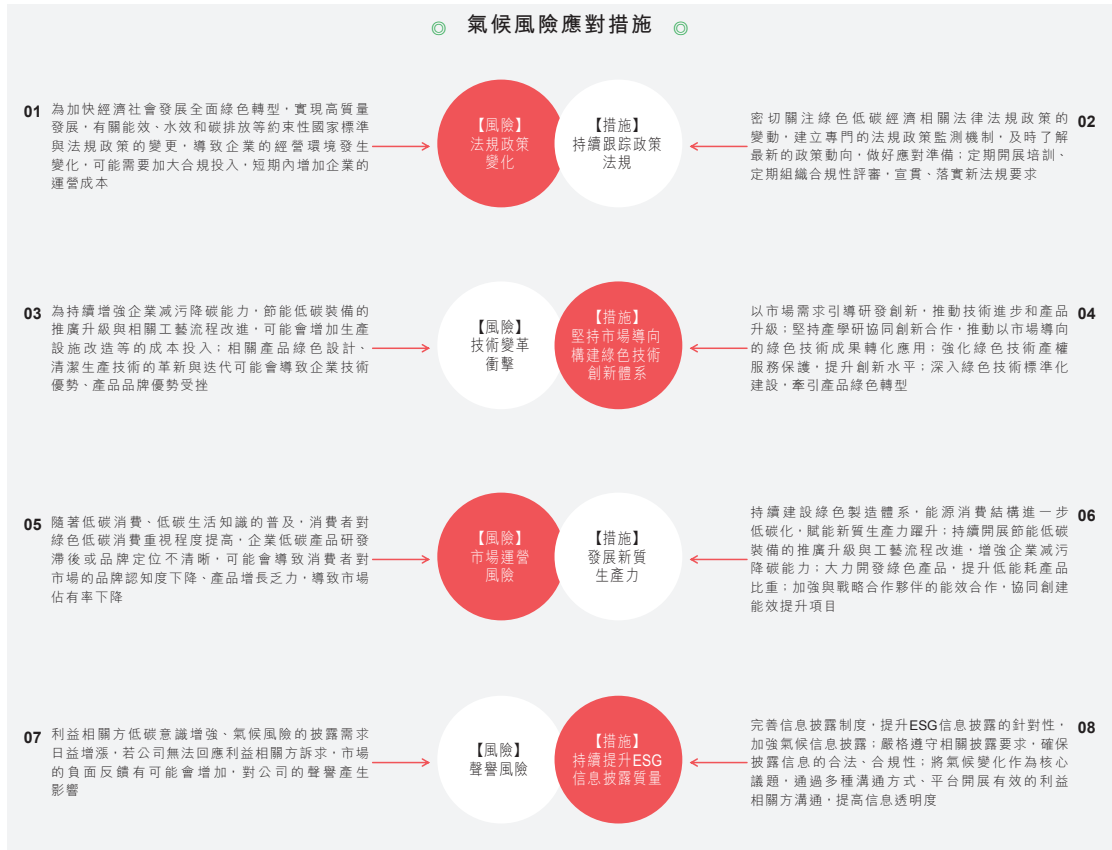 氣候風險應對措施
01
為加快經濟社會發展全面綠色轉型，實現高質量
發展，有關能效、水效和碳排放等約束性國家標準
與法規政策的變更，導致企業的經營環境發生
變化，可能需要加大合規投入，短期內增加企業的
運營成本
【風險】
法規政策
變化
【措施】
持續跟踪政策
法規
密切關注綠色低碳經濟相關法律法規政策的
變動，建立專門的法規政策監測機制，及時了解
最新的政策動向，做好應對準備；定期開展培訓、
定期組織合規性評審，宣貫、落實新法規要求
02
03
為持續增強企業減污降碳能力，節能低碳裝備的
推廣升級與相關工藝流程改進，可能會增加生產
設施改造等的成本投入；相關產品綠色設計、
清潔生產技術的革新與迭代可能會導致企業技術
優勢、產品品牌優勢受挫
【風險】
技術變革
衝擊
【措施】
堅持市場導向
構建綠色技術
創新體系
以市場需求引導研發創新，推動技術進步和產品
升級；堅持產學研協同創新合作，推動以市場導向
的綠色技術成果轉化應用；強化綠色技術產權
服務保護，提升創新水平；深入綠色技術標準化
建設，牽引產品綠色轉型
04
05
隨著低碳消費、低碳生活知識的普及，消費者對
綠色低碳消費重視程度提高，企業低碳產品研發
滯後或品牌定位不清晰，可能會導致消費者對
市場的品牌認知度下降、產品增長乏力，導致市場
佔有率下降
【風險】
市場運營
風險
【措施】
發展新質
生產力
持續建設綠色製造體系，能源消費結構進一步
低碳化，賦能新質生產力躍升；持續開展節能低碳
裝備的推廣升級與工藝流程改進，增強企業減污
降碳能力；大力開發綠色產品，提升低能耗產品
比重；加強與戰略合作夥伴的能效合作，協同創建
能效提升項目
06
07
利益相關方低碳意識增強、氣候風險的披露需求
日益增漲，若公司無法回應利益相關方訴求，市場
的負面反饋有可能會增加，對公司的聲譽產生
影響
【風險】
聲譽風險
【措施】
持續提升ESG
信息披露質量
完善信息披露制度，提升ESG信息披露的針對性，
加強氣候信息披露；嚴格遵守相關披露要求，確保
披露信息的合法、合規性；將氣候變化作為核心
議題，通過多種溝通方式、平台開展有效的利益
相關方溝通，提高信息透明度
08